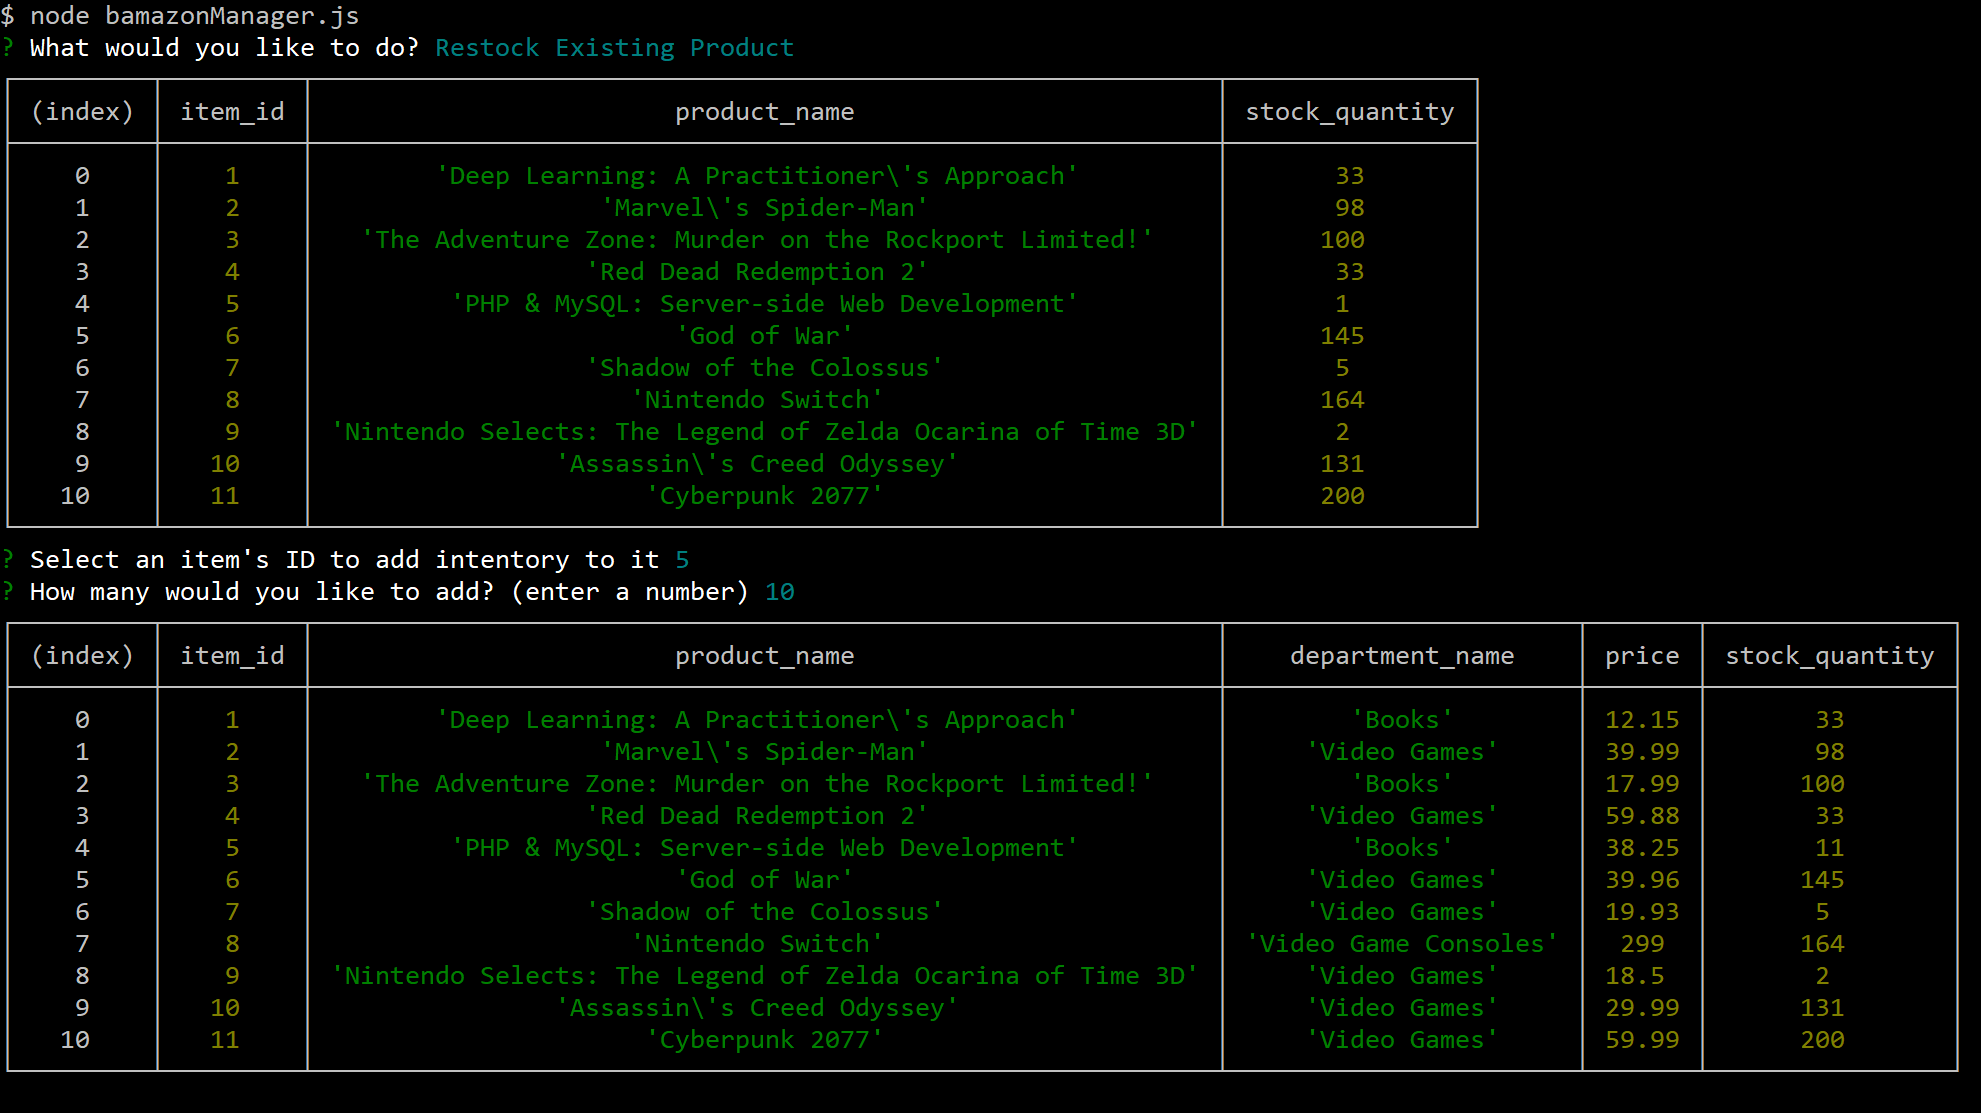 $ node bamazonManager.js
? What would you like to do? Restock Existing Product
(index) item_id product_name stock_quantity
0 1 'Deep Learning: A Practitioner\'s Approach' 33
1 2 'Marvel\'s Spider-Man' 98
2 3 'The Adventure Zone: Murder on the Rockport Limited!' 100
3 4 'Red Dead Redemption 2' 33
4 5 'PHP & MySQL: Server-side Web Development' 1
5 6 'God of War' 145
6 7 'Shadow of the Colossus' 5
7 8 'Nintendo Switch' 164
8 9 'Nintendo Selects: The Legend of Zelda Ocarina of Time 3D' 2
9 10 'Assassin\'s Creed Odyssey' 131
10 11 'Cyberpunk 2077' 200
? Select an item's ID to add intentory to it 5
? How many would you like to add? (enter a number) 10
(index) item_id product_name department_name price stock_quantity
0 1 'Deep Learning: A Practitioner\'s Approach' 'Books' 12.15 33
1 2 'Marvel\'s Spider-Man' 'Video Games' 39.99 98
2 3 'The Adventure Zone: Murder on the Rockport Limited!' 'Books' 17.99 100
3 4 'Red Dead Redemption 2' 'Video Games' 59.88 33
4 5 'PHP & MySQL: Server-side Web Development' 'Books' 38.25 11
5 6 'God of War' 'Video Games' 39.96 145
6 7 'Shadow of the Colossus' 'Video Games' 19.93 5
7 8 'Nintendo Switch' 'Video Game Consoles' 299 164
8 9 'Nintendo Selects: The Legend of Zelda Ocarina of Time 3D' 'Video Games' 18.5 2
9 10 'Assassin\'s Creed Odyssey' 'Video Games' 29.99 131
10 11 'Cyberpunk 2077' 'Video Games' 59.99 200